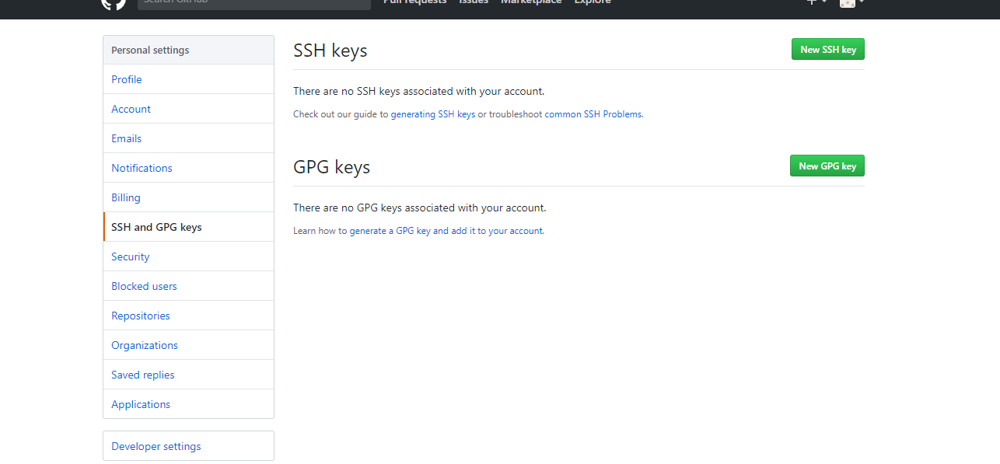 Search GitHub
Pull requests Issues Marketplace Explore
Personal settings
Profile
Account
Emails
Notifications
Billing
SSH and GPG keys
Security
Blocked users
Repositories
Organizations
Saved replies
Applications
Developer settings
SSH keys
New SSH key
There are no SSH keys associated with your account.
Check out our guide to generating SSH keys or troubleshoot common SSH Problems.
GPG keys
New GPG key
There are no GPG keys associated with your account.
Learn how to generate a GPG key and add it to your account.